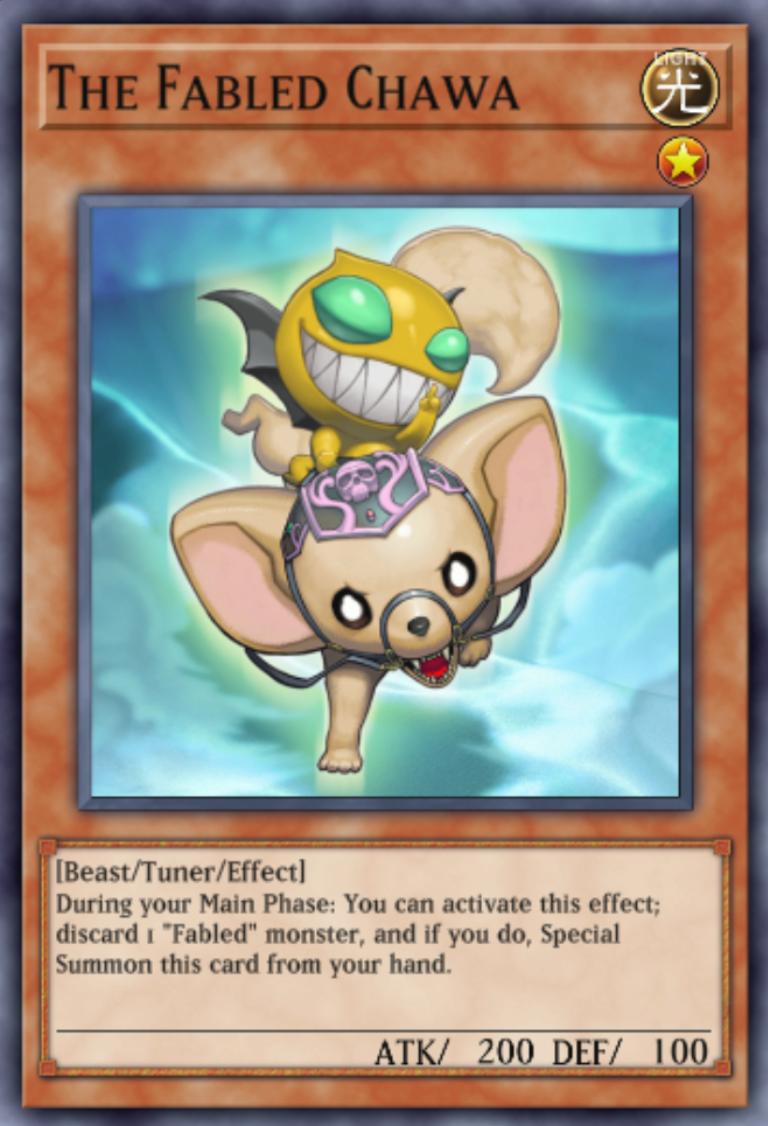 The Fabled Chawa
LIGHT
光
[Beast/Tuner/Effect]
During your Main Phase: You can activate this effect;
discard 1 "Fabled" monster, and if you do, Special
Summon this card from your hand.
ATK/ 200 DEF/ 100